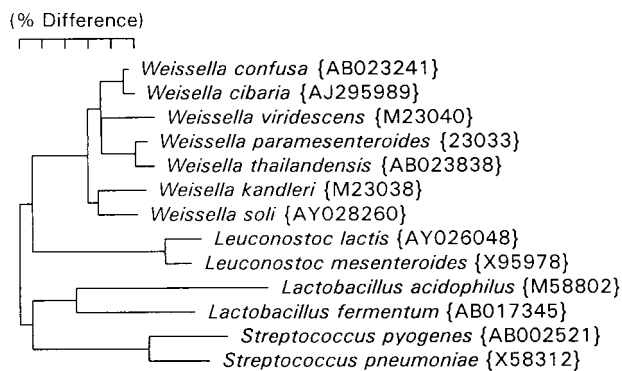 (% Difference)
Weissella confusa {AB023241}
Weisella cibaria {AJ295989}
Weissella viridescens {M23040}
Weissella paramesenteroides {23033}
Weisella thailandensis {AB023838}
Weisella kandleri {M23038}
Weissella soli {AY028260}
Leuconostoc lactis {AY026048}
Leuconostoc mesenteroides {X95978}
Lactobacillus acidophilus {M58802}
Lactobacillus fermentum {AB017345}
Streptococcus pyogenes {AB002521}
Streptococcus pneumoniae {X58312}